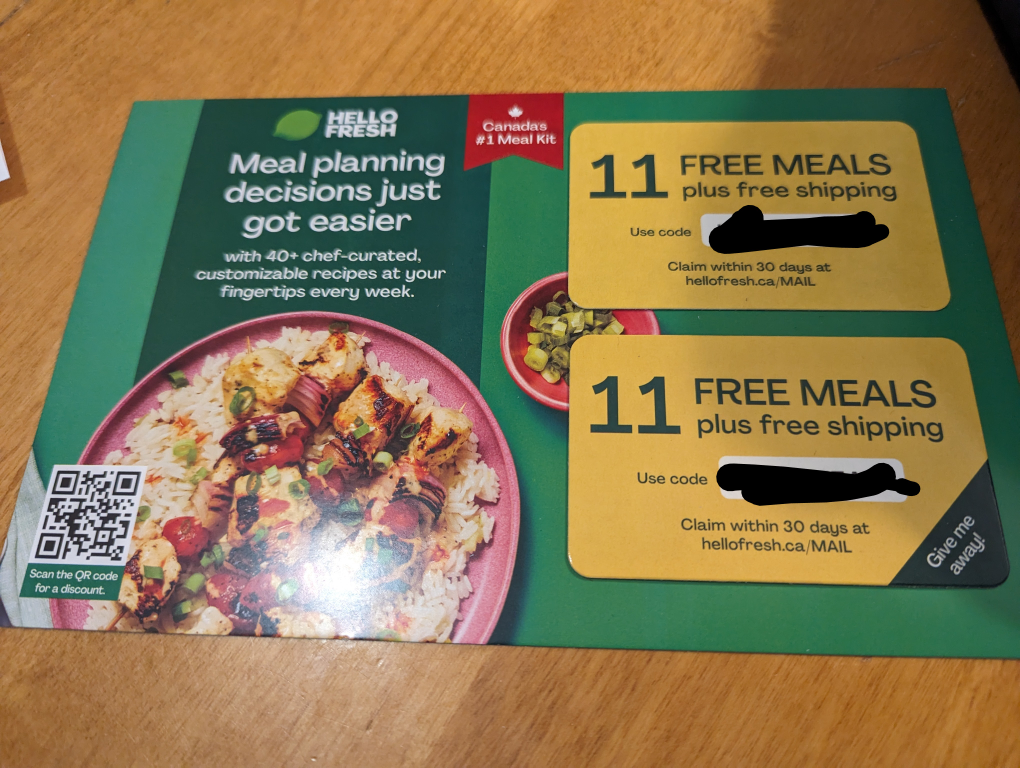 HELLO
FRESH
Meal planning
decisions just
got easier
with 40+ chef-curated,
customizable recipes at your
fingertips every week.
Scan the QR code
for a discount.
Canada's
#1 Meal Kit
11 FREE MEALS
plus free shipping
Use code
Claim within 30 days at
hellofresh.ca/MAIL
11 FREE MEALS
plus free shipping
Use code
Claim within 30 days at
hellofresh.ca/MAIL
Give me
away!